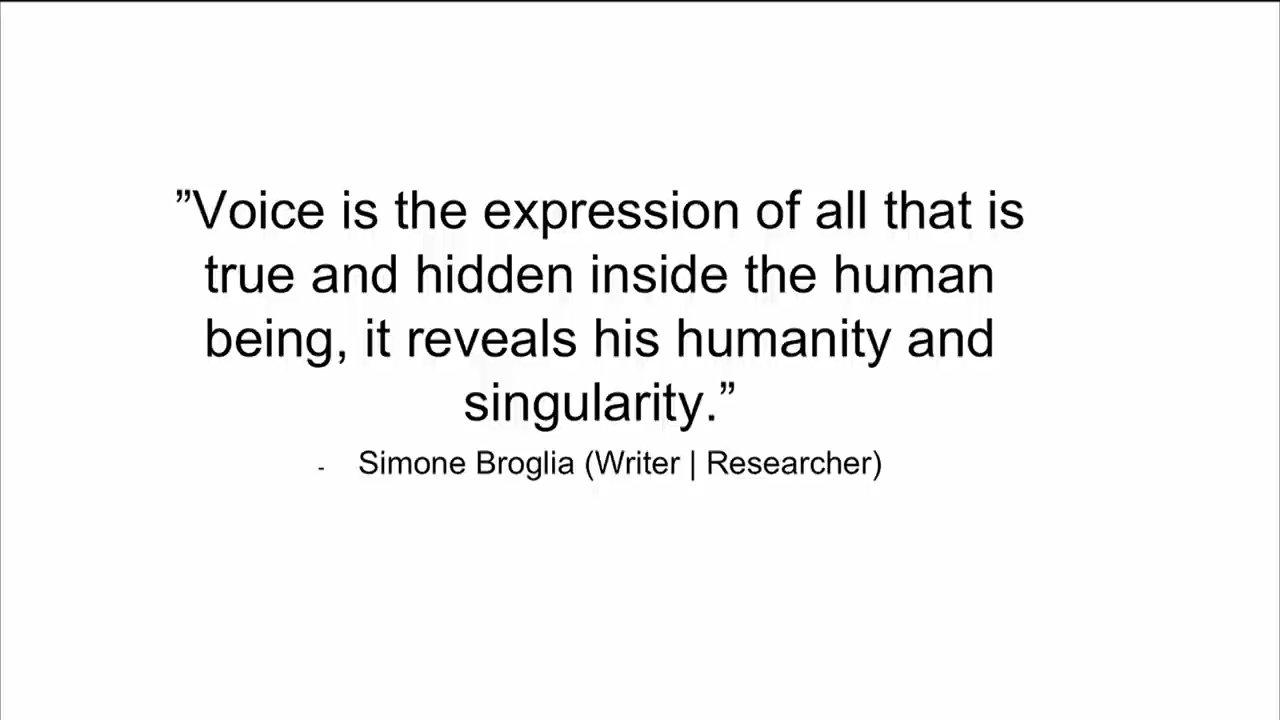 ”Voice is the expression of all that is
true and hidden inside the human
being, it reveals his humanity and
singularity.”
- Simone Broglia (Writer | Researcher)